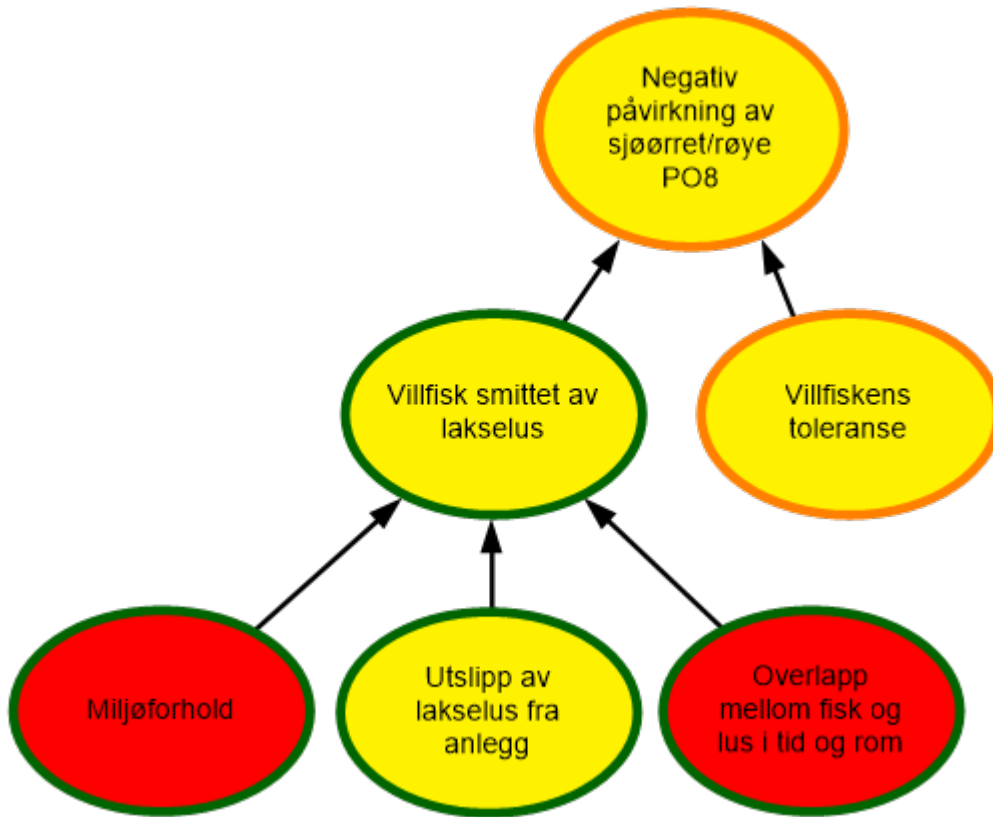 Negativ
påvirkning av
sjøørret/røye
PO8
Villfisk smittet av
lakselus
Villfiskens
toleranse
Miljøforhold
Utslipp av
lakselus fra
anlegg
Overlapp
mellom fisk og
lus i tid og rom